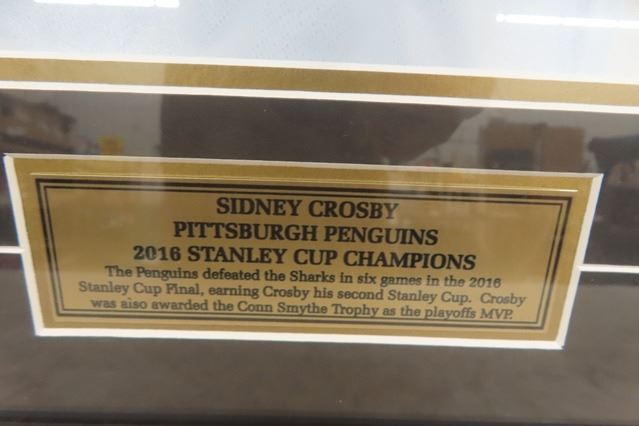 SIDNEY CROSBY
PITTSBURGH PENGUINS
2016 STANLEY CUP CHAMPIONS
The Penguins defeated the Sharks in six games in the 2016
Stanley Cup Final, earning Crosby his second Stanley Cup. Crosby
was also awarded the Conn Smythe Trophy as the playoffs MVP.